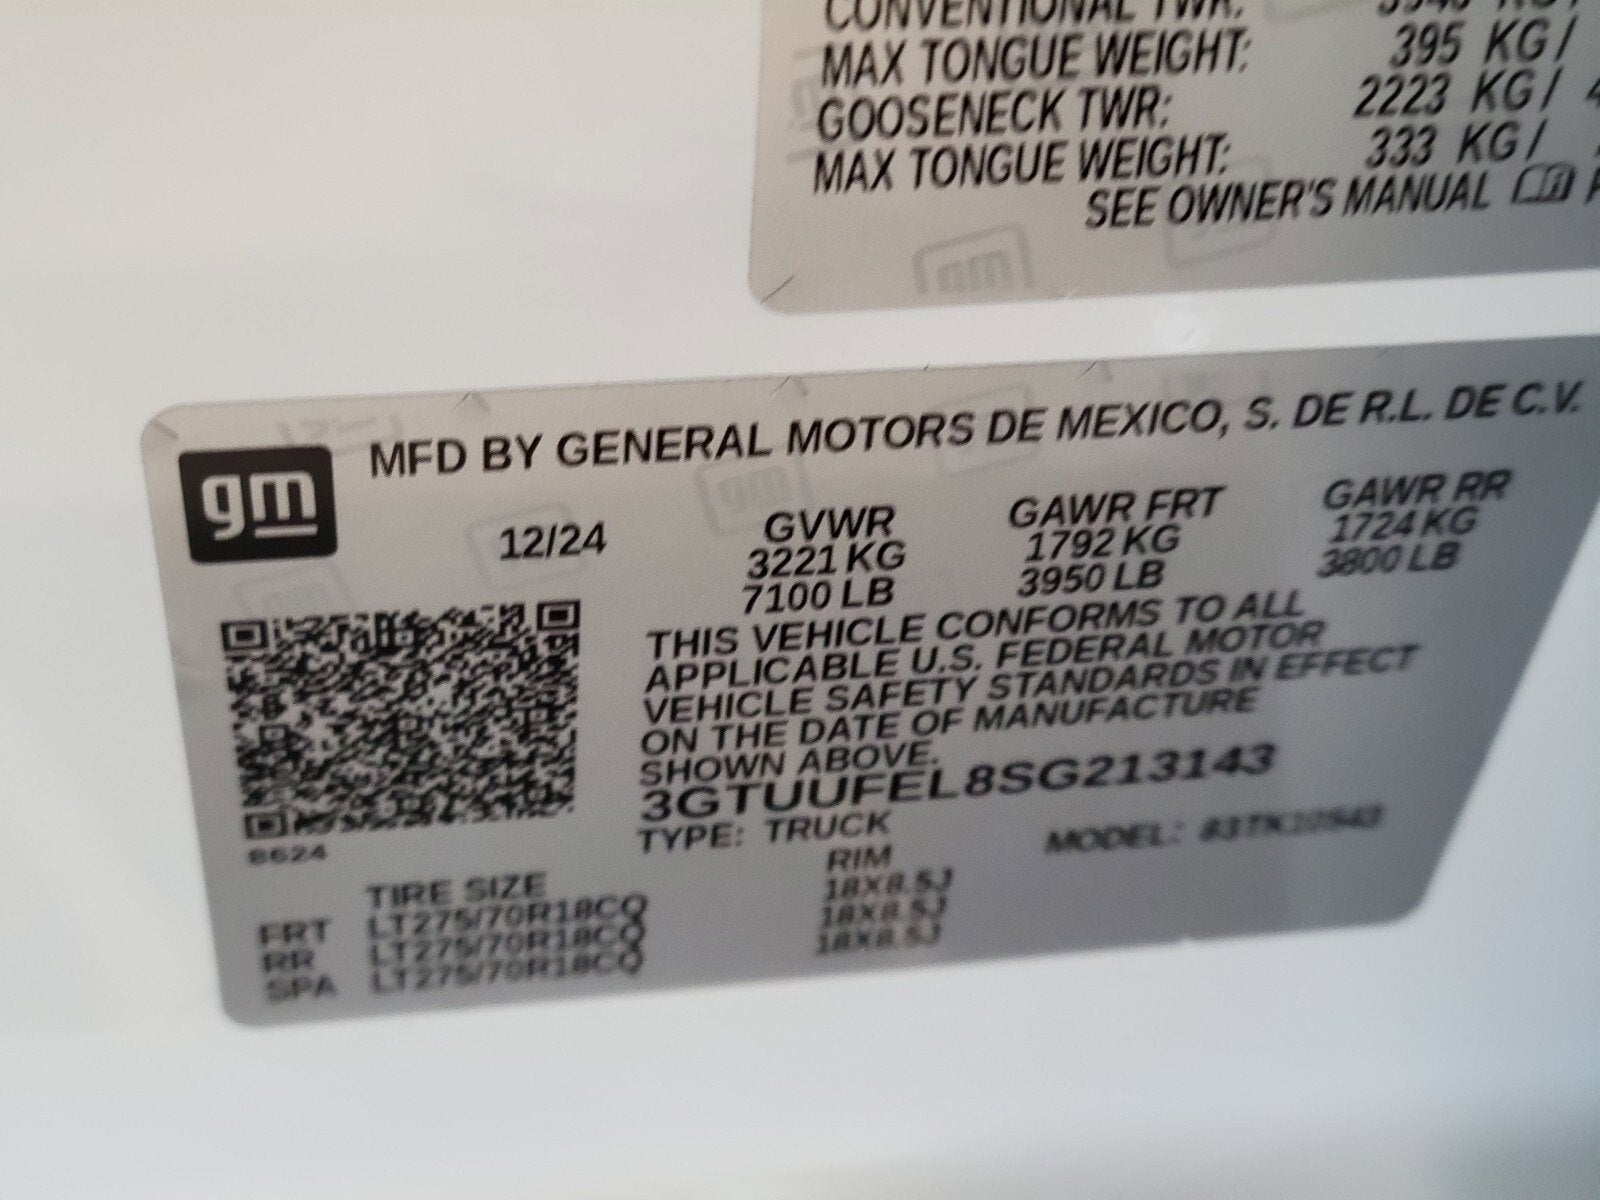 CONVENTIONAL TWR:
MAX TONGUE WEIGHT: 395 KG/
GOOSENECK TWR: 2223 KG/
MAX TONGUE WEIGHT: 333 KG/
SEE OWNER'S MANUAL
gm
MFD BY GENERAL MOTORS DE MEXICO, S. DE R.L. DE C.V.
12/24 GVWR GAWR FRT GAWR RR
3221 KG 1792 KG 1724 KG
7100 LB 3950 LB 3800 LB
THIS VEHICLE CONFORMS TO ALL
APPLICABLE U.S. FEDERAL MOTOR
VEHICLE SAFETY STANDARDS IN EFFECT
ON THE DATE OF MANUFACTURE
SHOWN ABOVE.
3GTUUFEL8SG213143
TYPE: TRUCK MODEL:
8624
TIRE SIZE RIM
FRT LT275/70R18CQ 18X8.5J
RR LT275/70R18CQ 18X8.5J
SPA LT275/70R18CQ 18X8.5J